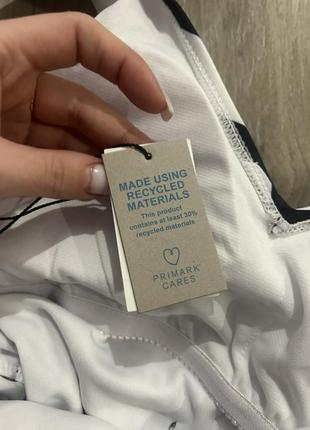 MADE USING
RECYCLED
MATERIALS
This product
contains at least 30%
recycled materials
PRIMARK®
CARES